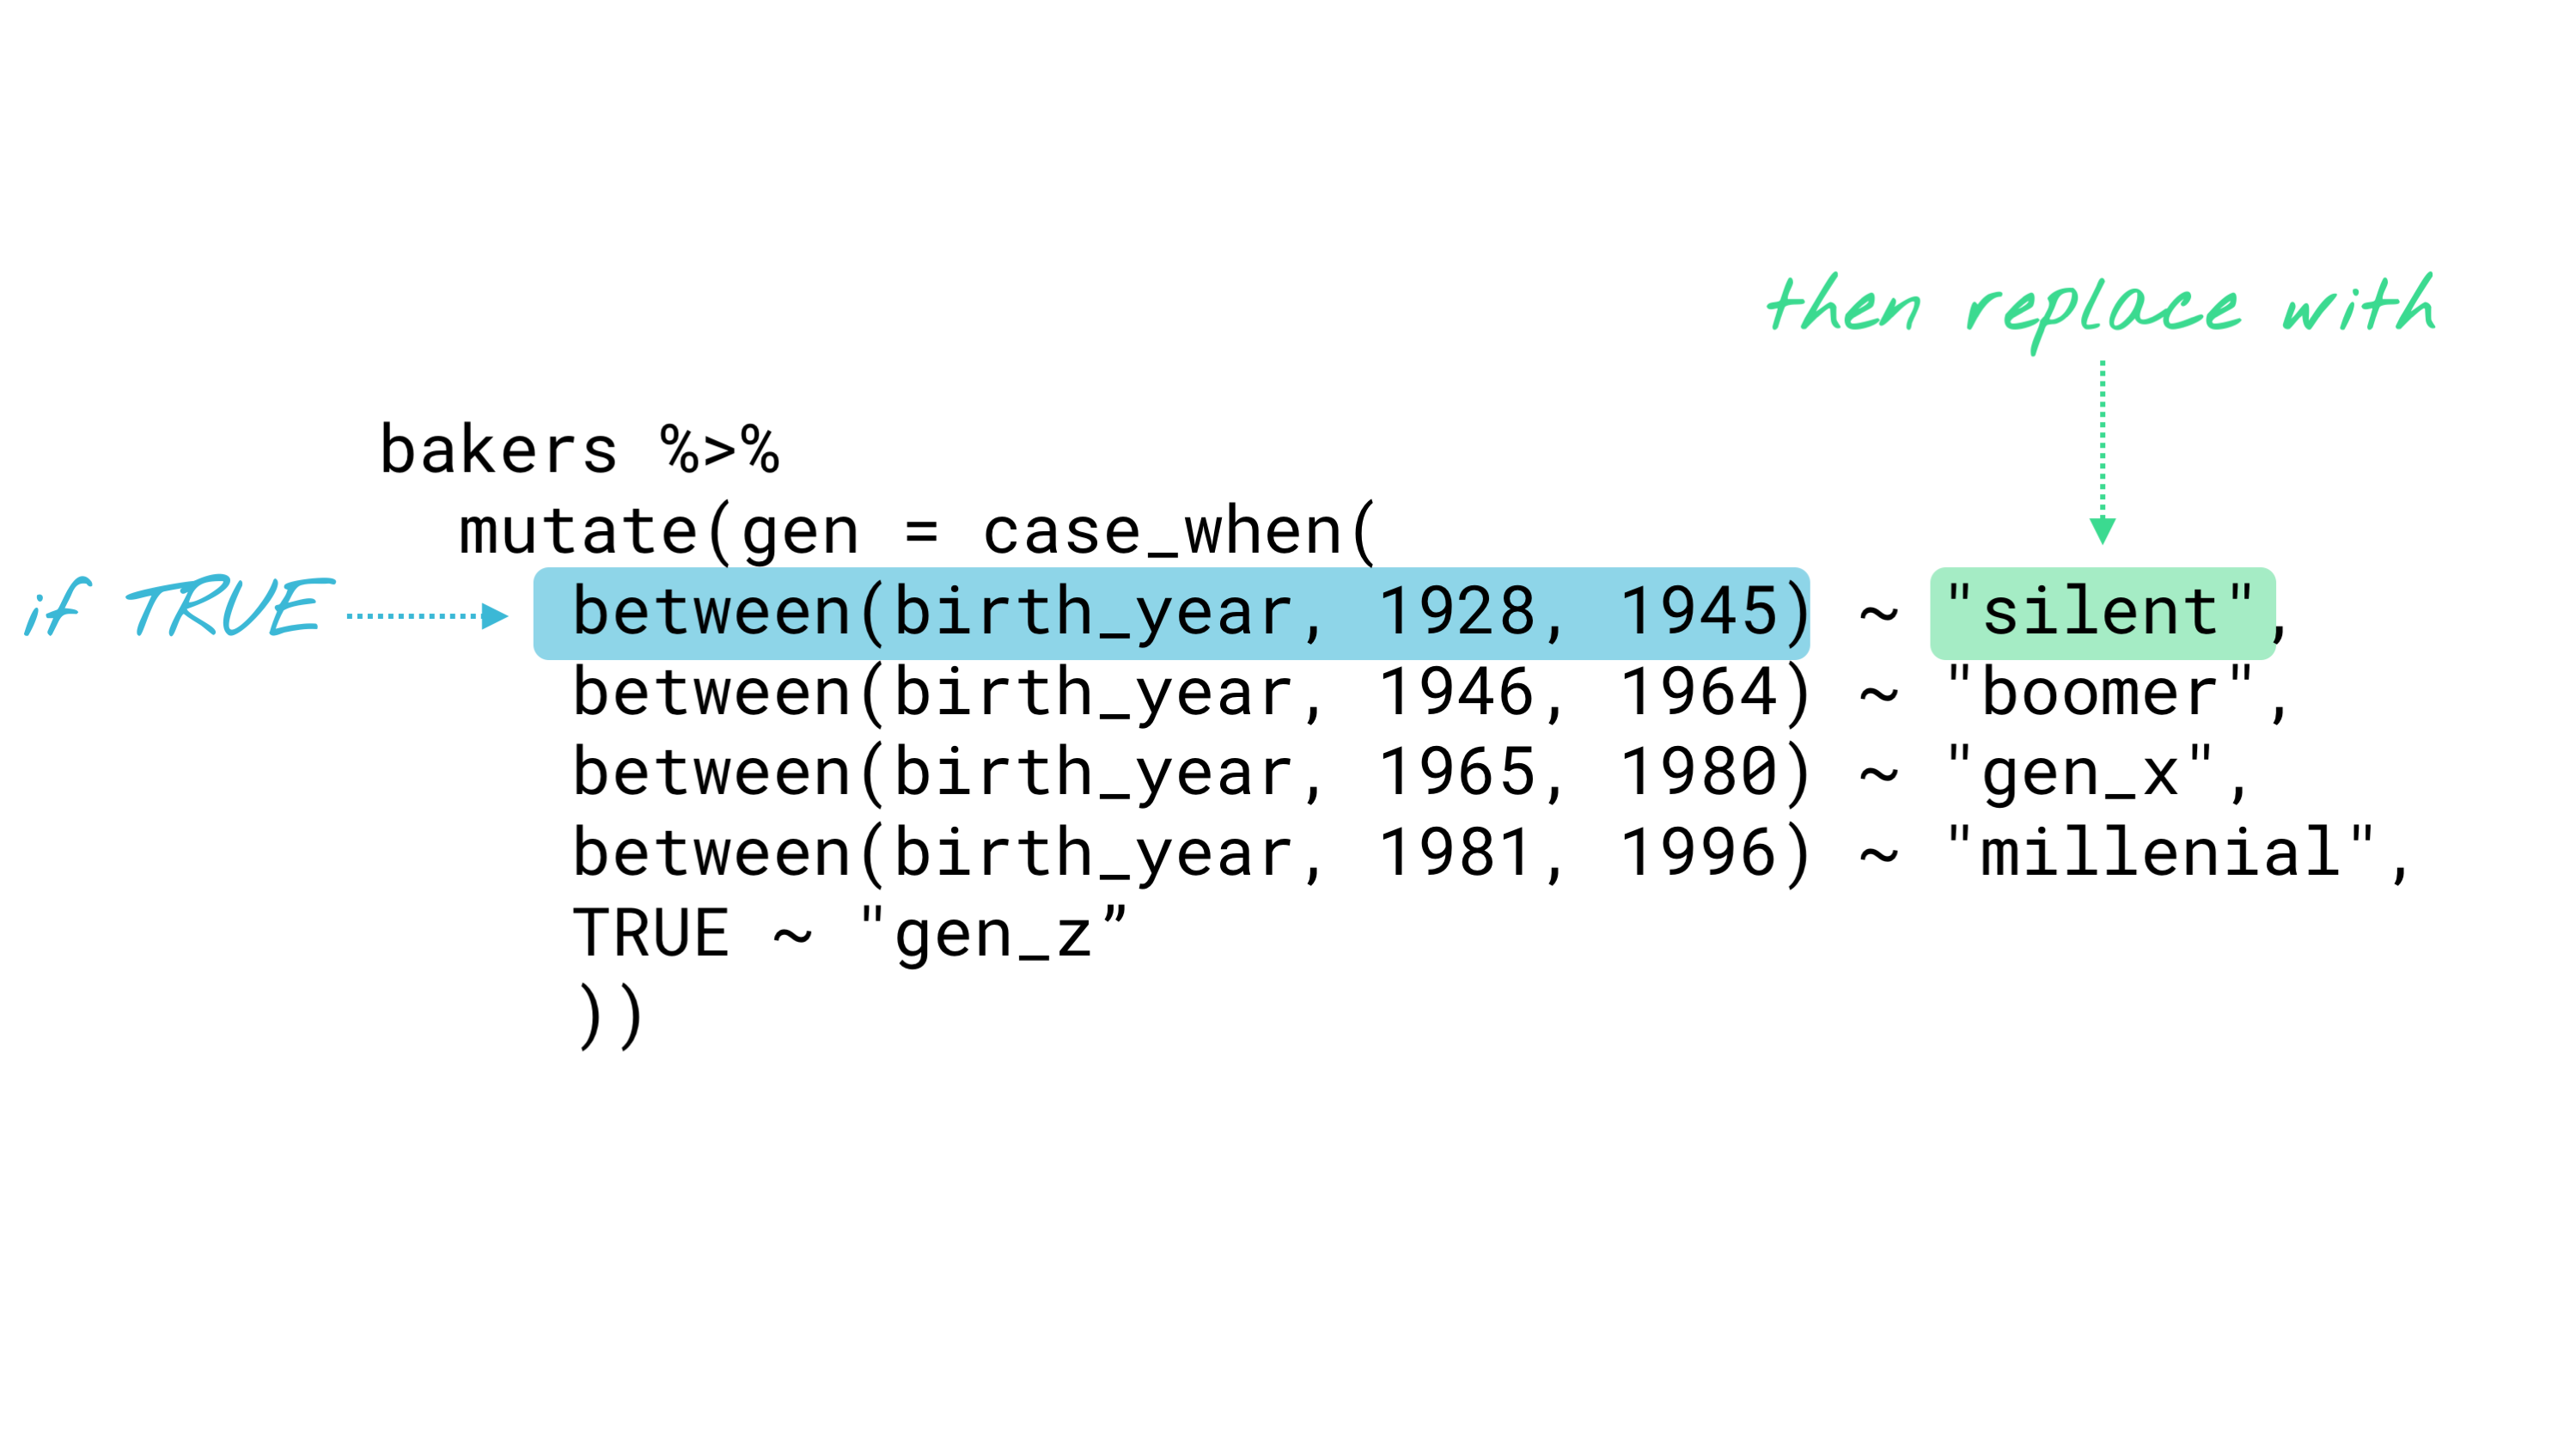 then replace with
bakers %>%
mutate(gen = case_when(
if TRUE between(birth_year, 1928, 1945) ~ "silent",
between(birth_year, 1946, 1964) ~ "boomer",
between(birth_year, 1965, 1980) ~ "gen_x",
between(birth_year, 1981, 1996) ~ "millenial",
TRUE ~ "gen_z”
))